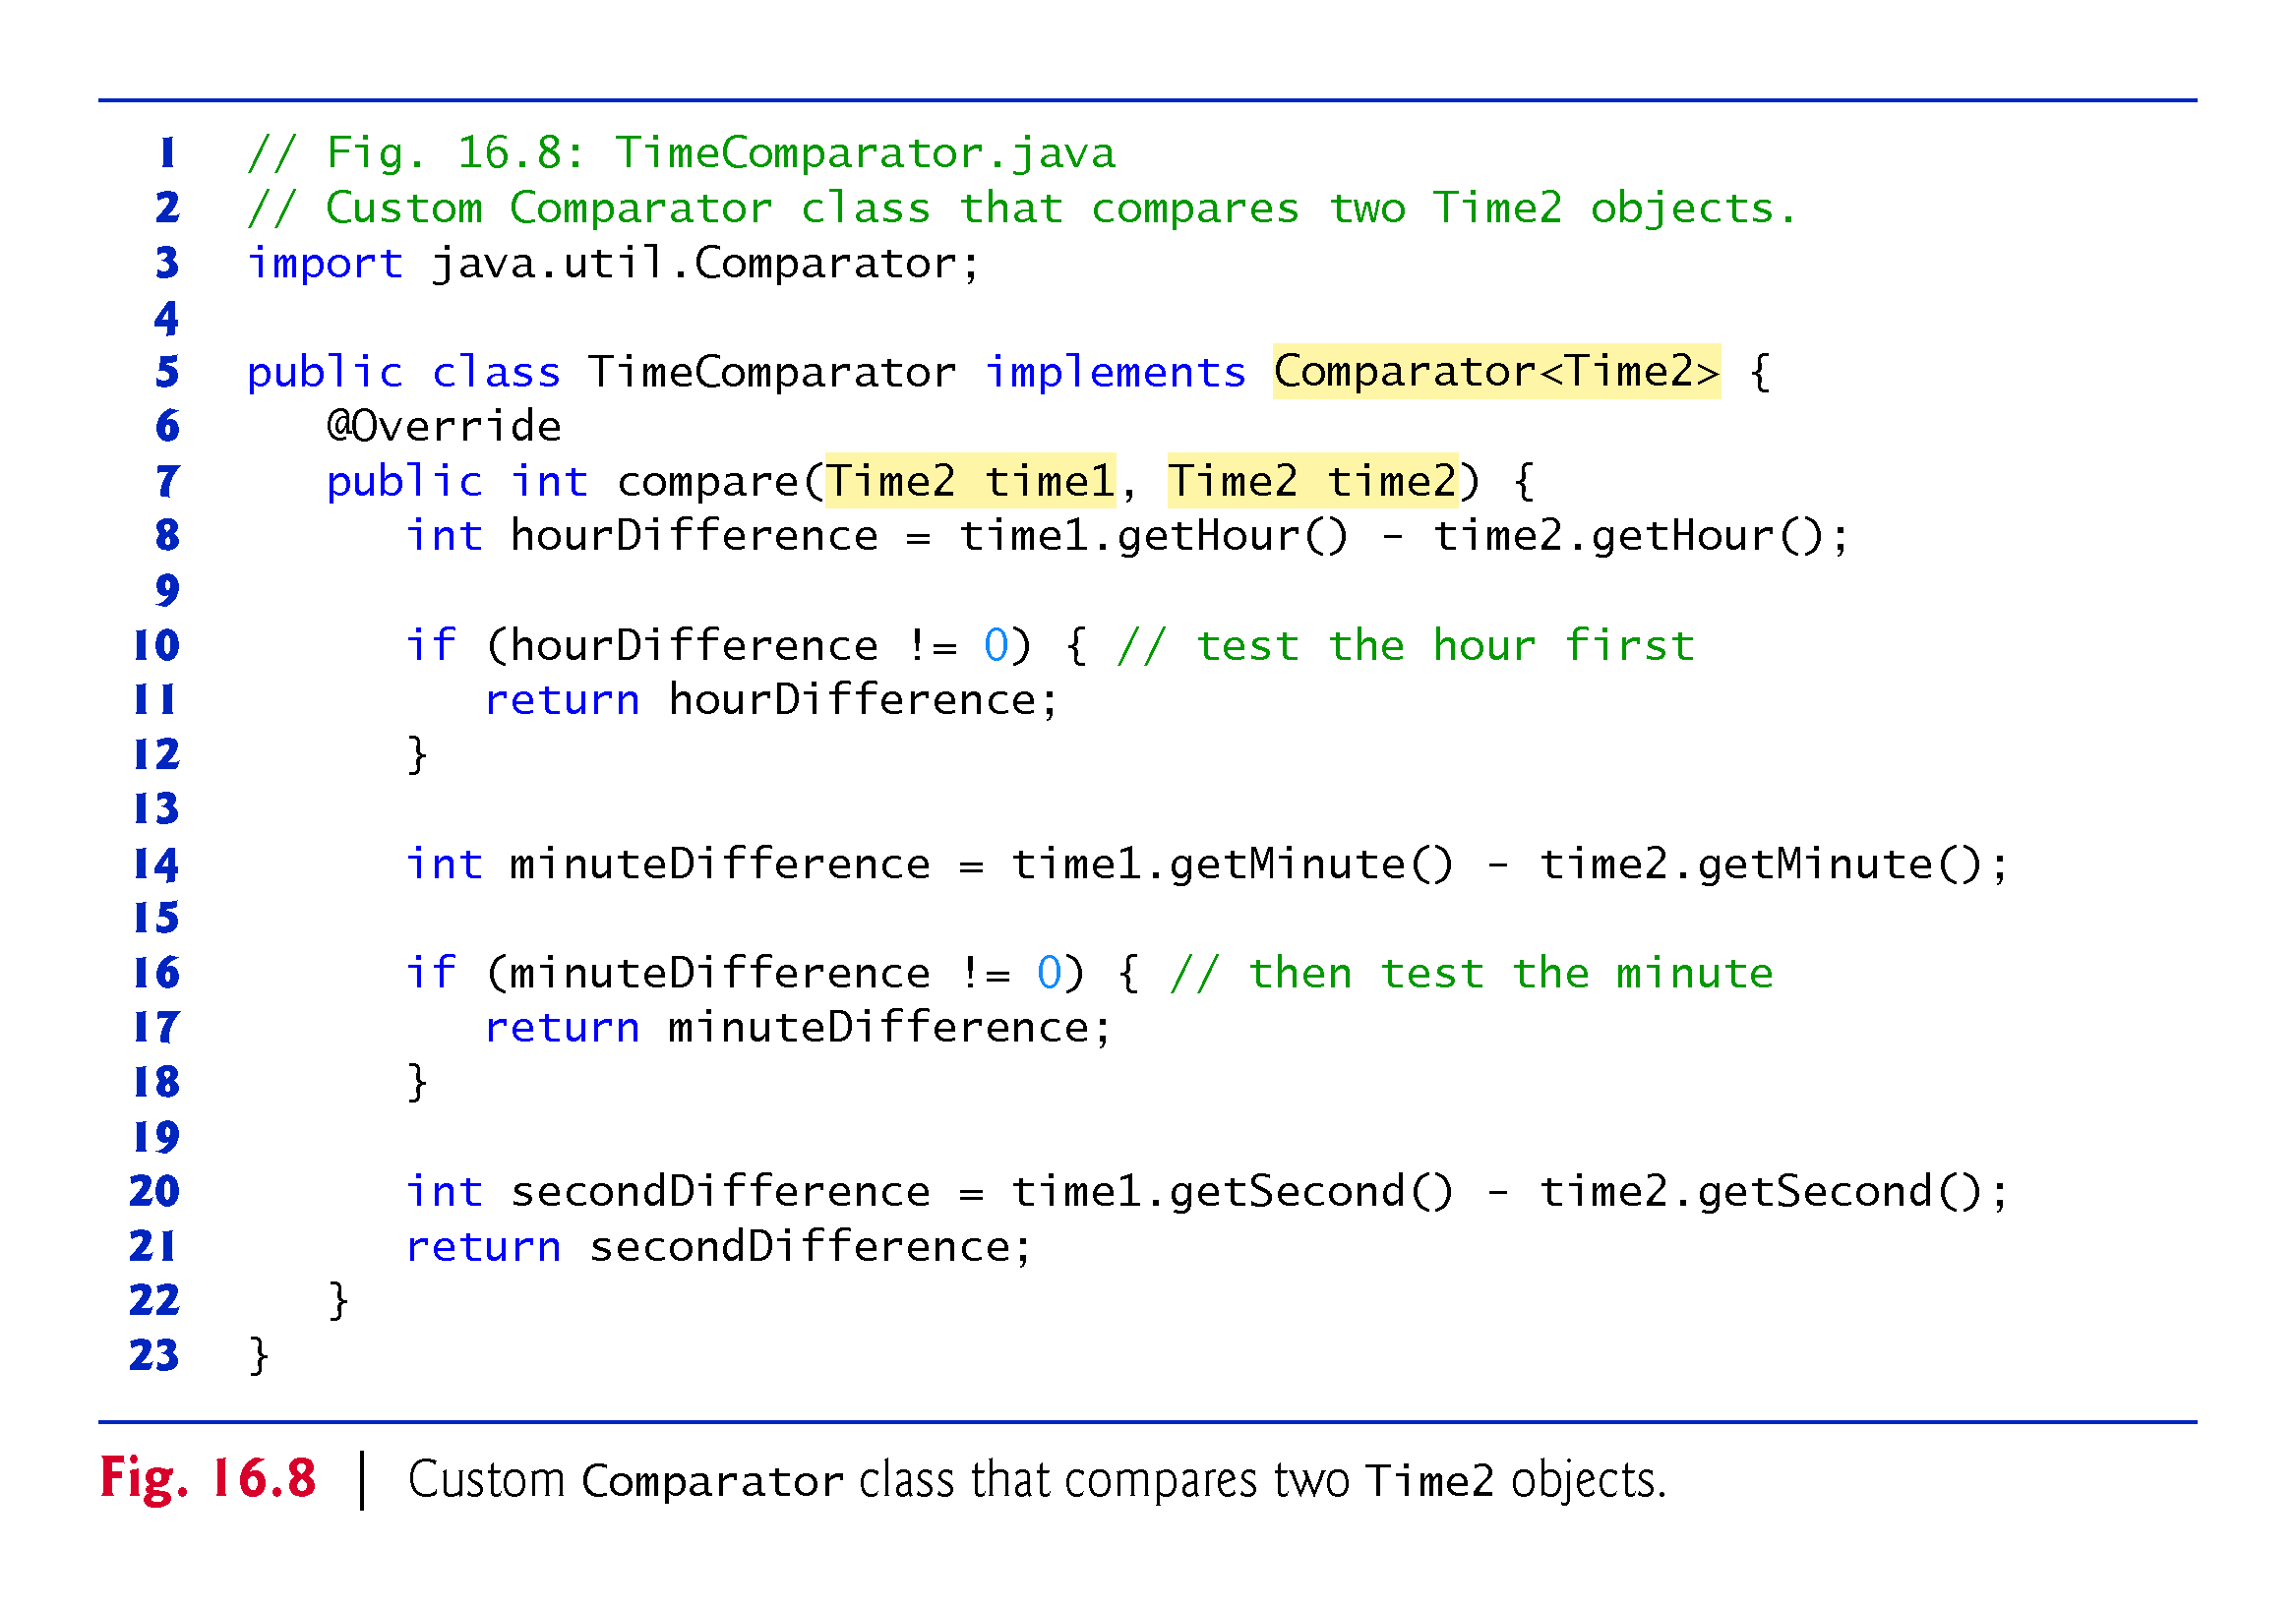 1 // Fig. 16.8: TimeComparator.java
2 // Custom Comparator class that compares two Time2 objects.
3 import java.util.Comparator;
4
5 public class TimeComparator implements Comparator<Time2> {
6    @Override
7    public int compare(Time2 time1, Time2 time2) {
8       int hourDifference = time1.getHour() - time2.getHour();
9
10       if (hourDifference != 0) { // test the hour first
11          return hourDifference;
12       }
13
14       int minuteDifference = time1.getMinute() - time2.getMinute();
15
16       if (minuteDifference != 0) { // then test the minute
17          return minuteDifference;
18       }
19
20       int secondDifference = time1.getSecond() - time2.getSecond();
21       return secondDifference;
22    }
23 }
Fig. 16.8 | Custom Comparator class that compares two Time2 objects.